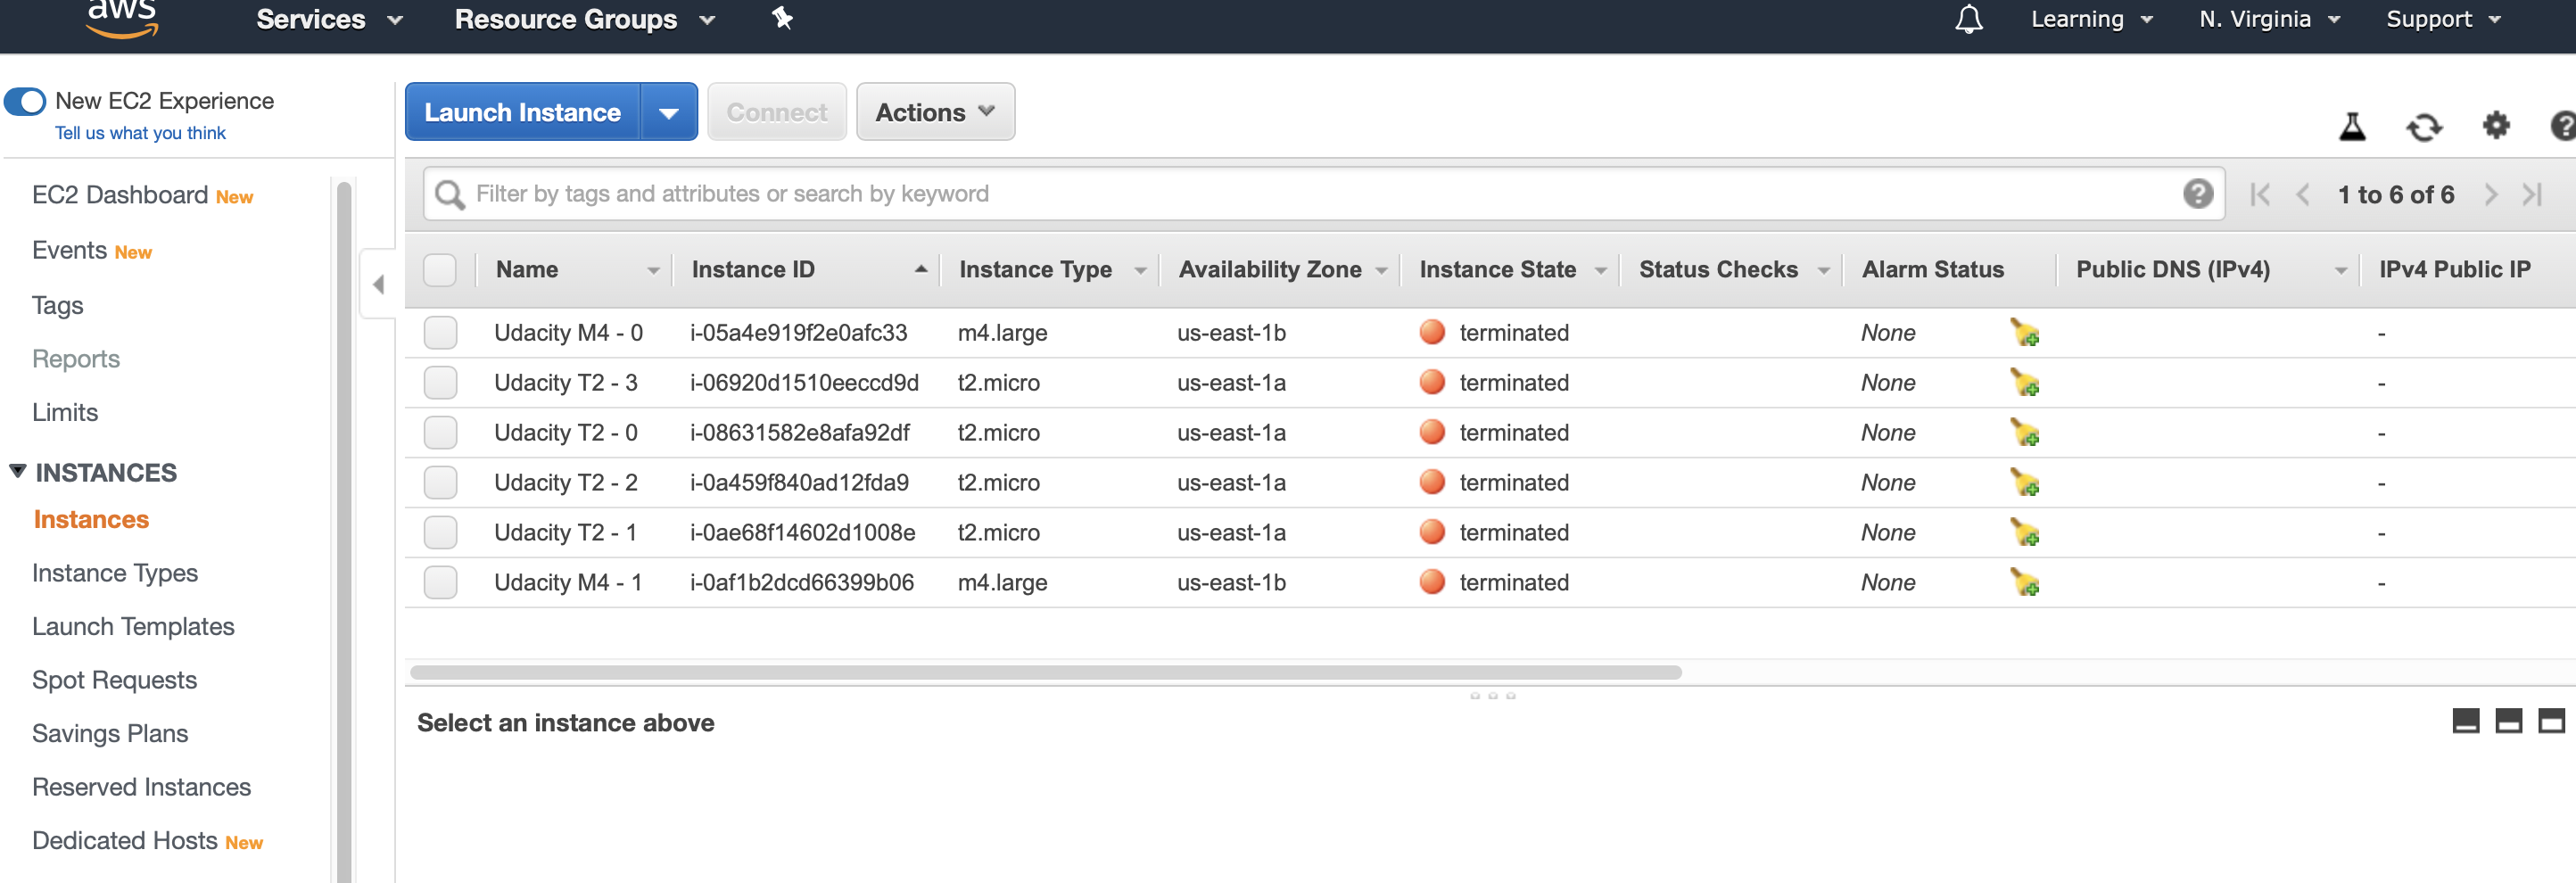 aws Services Resource Groups Learning N. Virginia Support
New EC2 Experience
Tell us what you think
Launch Instance Connect Actions
Filter by tags and attributes or search by keyword 1 to 6 of 6
EC2 Dashboard New
Events New
Tags
Reports
Limits
INSTANCES
Instances
Instance Types
Launch Templates
Spot Requests
Savings Plans
Reserved Instances
Dedicated Hosts New
Name Instance ID Instance Type Availability Zone Instance State Status Checks Alarm Status Public DNS (IPv4) IPv4 Public IP
Udacity M4 - 0 i-05a4e919f2e0afc33 m4.large us-east-1b terminated None -
Udacity T2 - 3 i-06920d1510eeccd9d t2.micro us-east-1a terminated None -
Udacity T2 - 0 i-08631582e8afa92df t2.micro us-east-1a terminated None -
Udacity T2 - 2 i-0a459f840ad12fda9 t2.micro us-east-1a terminated None -
Udacity T2 - 1 i-0ae68f14602d1008e t2.micro us-east-1a terminated None -
Udacity M4 - 1 i-0af1b2dcd66399b06 m4.large us-east-1b terminated None -
Select an instance above